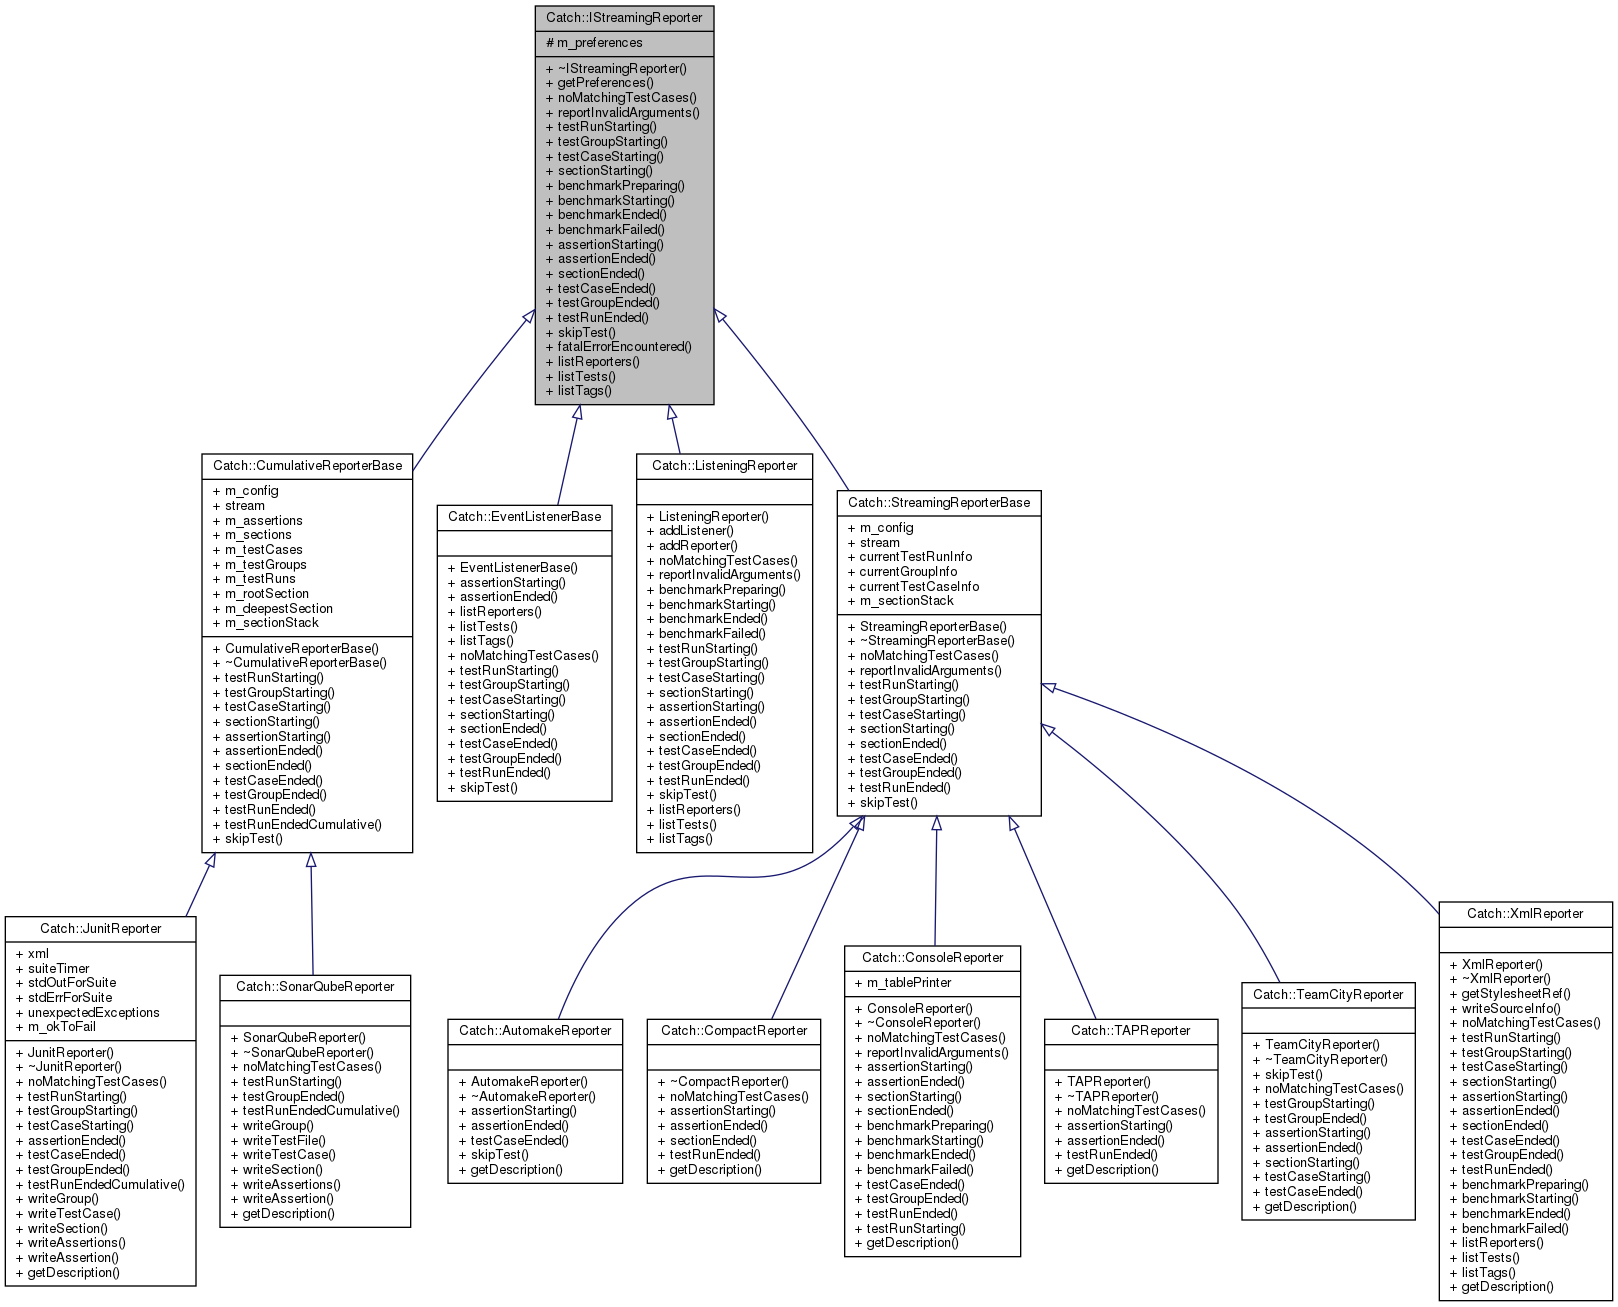 Catch::IStreamingReporter
# m_preferences
+ ~IStreamingReporter()
+ getPreferences()
+ noMatchingTestCases()
+ reportInvalidArguments()
+ testRunStarting()
+ testGroupStarting()
+ testCaseStarting()
+ sectionStarting()
+ benchmarkPreparing()
+ benchmarkStarting()
+ benchmarkEnded()
+ benchmarkFailed()
+ assertionStarting()
+ assertionEnded()
+ sectionEnded()
+ testCaseEnded()
+ testGroupEnded()
+ testRunEnded()
+ skipTest()
+ fatalErrorEncountered()
+ listReporters()
+ listTests()
+ listTags()
Catch::CumulativeReporterBase
+ m_config
+ stream
+ m_assertions
+ m_sections
+ m_testCases
+ m_testGroups
+ m_testRuns
+ m_rootSection
+ m_deepestSection
+ m_sectionStack
+ CumulativeReporterBase()
+ ~CumulativeReporterBase()
+ testRunStarting()
+ testGroupStarting()
+ testCaseStarting()
+ sectionStarting()
+ assertionStarting()
+ assertionEnded()
+ sectionEnded()
+ testCaseEnded()
+ testGroupEnded()
+ testRunEnded()
+ testRunEndedCumulative()
+ skipTest()
Catch::EventListenerBase
+ EventListenerBase()
+ assertionStarting()
+ assertionEnded()
+ listReporters()
+ listTests()
+ listTags()
+ noMatchingTestCases()
+ testRunStarting()
+ testGroupStarting()
+ testCaseStarting()
+ sectionStarting()
+ sectionEnded()
+ testCaseEnded()
+ testGroupEnded()
+ testRunEnded()
+ skipTest()
Catch::ListeningReporter
+ ListeningReporter()
+ addListener()
+ addReporter()
+ noMatchingTestCases()
+ reportInvalidArguments()
+ benchmarkPreparing()
+ benchmarkStarting()
+ benchmarkEnded()
+ benchmarkFailed()
+ testRunStarting()
+ testGroupStarting()
+ testCaseStarting()
+ sectionStarting()
+ assertionStarting()
+ assertionEnded()
+ sectionEnded()
+ testCaseEnded()
+ testGroupEnded()
+ testRunEnded()
+ skipTest()
+ listReporters()
+ listTests()
+ listTags()
Catch::StreamingReporterBase
+ m_config
+ stream
+ currentTestRunInfo
+ currentGroupInfo
+ currentTestCaseInfo
+ m_sectionStack
+ StreamingReporterBase()
+ ~StreamingReporterBase()
+ noMatchingTestCases()
+ reportInvalidArguments()
+ testRunStarting()
+ testGroupStarting()
+ testCaseStarting()
+ sectionStarting()
+ sectionEnded()
+ testCaseEnded()
+ testGroupEnded()
+ testRunEnded()
+ skipTest()
Catch::JunitReporter
+ xml
+ suiteTimer
+ stdOutForSuite
+ stdErrForSuite
+ unexpectedExceptions
+ m_okToFail
+ JunitReporter()
+ ~JunitReporter()
+ noMatchingTestCases()
+ testRunStarting()
+ testGroupStarting()
+ testCaseStarting()
+ assertionEnded()
+ testCaseEnded()
+ testGroupEnded()
+ testRunEndedCumulative()
+ writeGroup()
+ writeTestCase()
+ writeSection()
+ writeAssertions()
+ writeAssertion()
+ getDescription()
Catch::SonarQubeReporter
+ SonarQubeReporter()
+ ~SonarQubeReporter()
+ noMatchingTestCases()
+ testRunStarting()
+ testGroupEnded()
+ testRunEndedCumulative()
+ writeGroup()
+ writeTestFile()
+ writeTestCase()
+ writeSection()
+ writeAssertions()
+ writeAssertion()
+ getDescription()
Catch::AutomakeReporter
+ AutomakeReporter()
+ ~AutomakeReporter()
+ assertionStarting()
+ assertionEnded()
+ testCaseEnded()
+ skipTest()
+ getDescription()
Catch::CompactReporter
+ ~CompactReporter()
+ noMatchingTestCases()
+ assertionStarting()
+ assertionEnded()
+ sectionEnded()
+ testRunEnded()
+ getDescription()
Catch::ConsoleReporter
+ m_tablePrinter
+ ConsoleReporter()
+ ~ConsoleReporter()
+ noMatchingTestCases()
+ reportInvalidArguments()
+ assertionStarting()
+ assertionEnded()
+ sectionStarting()
+ sectionEnded()
+ benchmarkPreparing()
+ benchmarkStarting()
+ benchmarkEnded()
+ benchmarkFailed()
+ testCaseEnded()
+ testGroupEnded()
+ testRunEnded()
+ testRunStarting()
+ getDescription()
Catch::TAPReporter
+ TAPReporter()
+ ~TAPReporter()
+ noMatchingTestCases()
+ assertionStarting()
+ assertionEnded()
+ testRunEnded()
+ getDescription()
Catch::TeamCityReporter
+ TeamCityReporter()
+ ~TeamCityReporter()
+ skipTest()
+ noMatchingTestCases()
+ testGroupStarting()
+ testGroupEnded()
+ assertionStarting()
+ assertionEnded()
+ sectionStarting()
+ testCaseStarting()
+ testCaseEnded()
+ getDescription()
Catch::XmlReporter
+ XmlReporter()
+ ~XmlReporter()
+ getStylesheetRef()
+ writeSourceInfo()
+ noMatchingTestCases()
+ testRunStarting()
+ testGroupStarting()
+ testCaseStarting()
+ sectionStarting()
+ assertionStarting()
+ assertionEnded()
+ sectionEnded()
+ testCaseEnded()
+ testGroupEnded()
+ testRunEnded()
+ benchmarkPreparing()
+ benchmarkStarting()
+ benchmarkEnded()
+ benchmarkFailed()
+ listReporters()
+ listTests()
+ listTags()
+ getDescription()